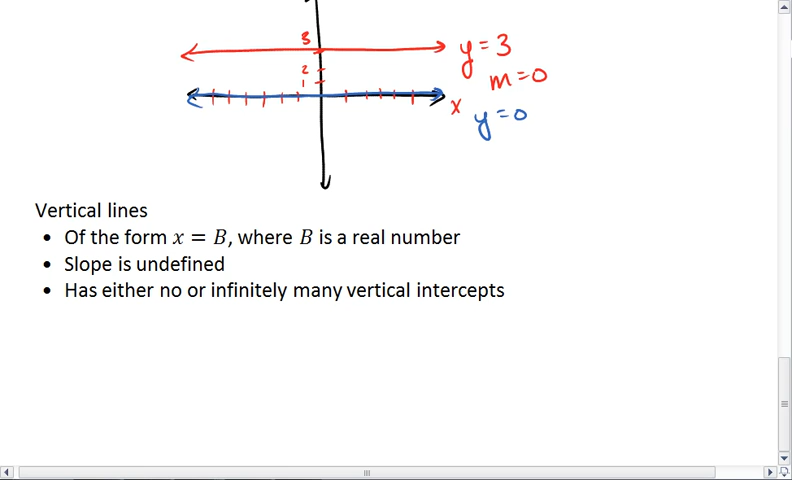 3
y = 3
2
m = 0
1
x
y = 0
Vertical lines
• Of the form x = B, where B is a real number
• Slope is undefined
• Has either no or infinitely many vertical intercepts